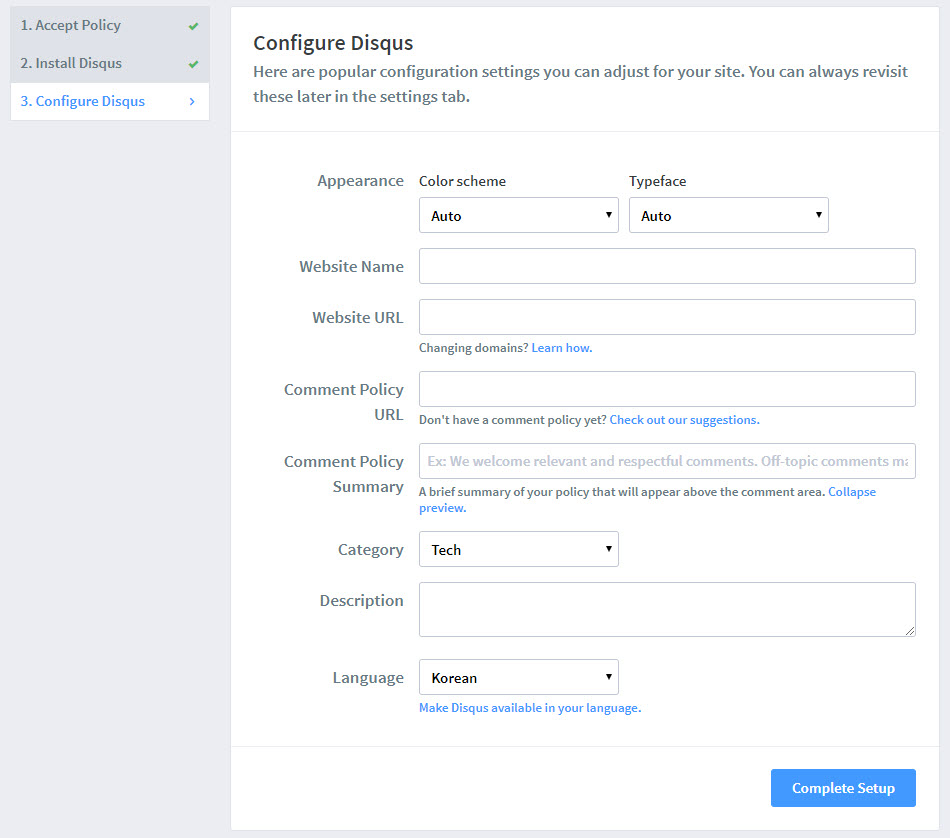 1. Accept Policy
2. Install Disqus
3. Configure Disqus
Configure Disqus
Here are popular configuration settings you can adjust for your site. You can always revisit
these later in the settings tab.
Appearance
Color scheme
Typeface
Auto
Auto
Website Name
Website URL
Changing domains? Learn how.
Comment Policy
URL
Don't have a comment policy yet? Check out our suggestions.
Comment Policy
Summary
Ex: We welcome relevant and respectful comments. Off-topic comments ma
A brief summary of your policy that will appear above the comment area. Collapse
preview.
Category
Tech
Description
Language
Korean
Make Disqus available in your language.
Complete Setup